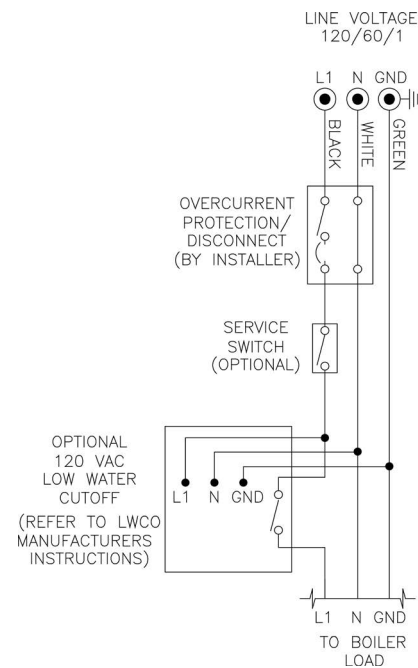 LINE VOLTAGE
120/60/1
L1 N GND
BLACK
WHITE
GREEN
OVERCURRENT
PROTECTION/
DISCONNECT
(BY INSTALLER)
SERVICE
SWITCH
(OPTIONAL)
OPTIONAL
120 VAC
LOW WATER
CUTOFF
(REFER TO LWCO
MANUFACTURERS
INSTRUCTIONS)
L1 N GND
L1 N GND
TO BOILER
LOAD